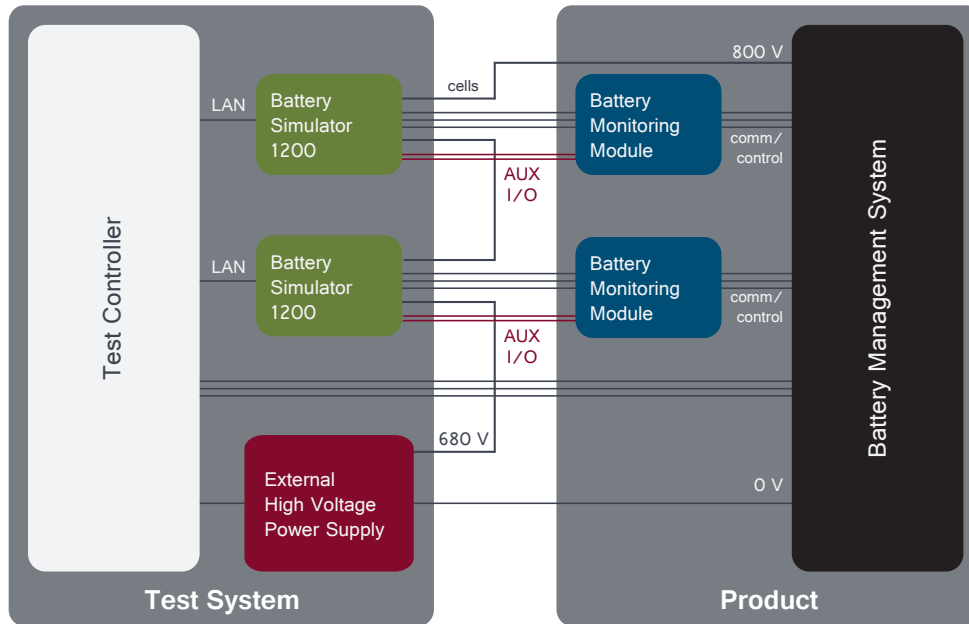 800 V
cells
LAN
Battery
Simulator
1200
Battery
Monitoring
Module
comm/
control
AUX
I/O
Test Controller
Battery Management System
LAN
Battery
Simulator
1200
Battery
Monitoring
Module
comm/
control
AUX
I/O
680 V
External
High Voltage
Power Supply
0 V
Test System
Product